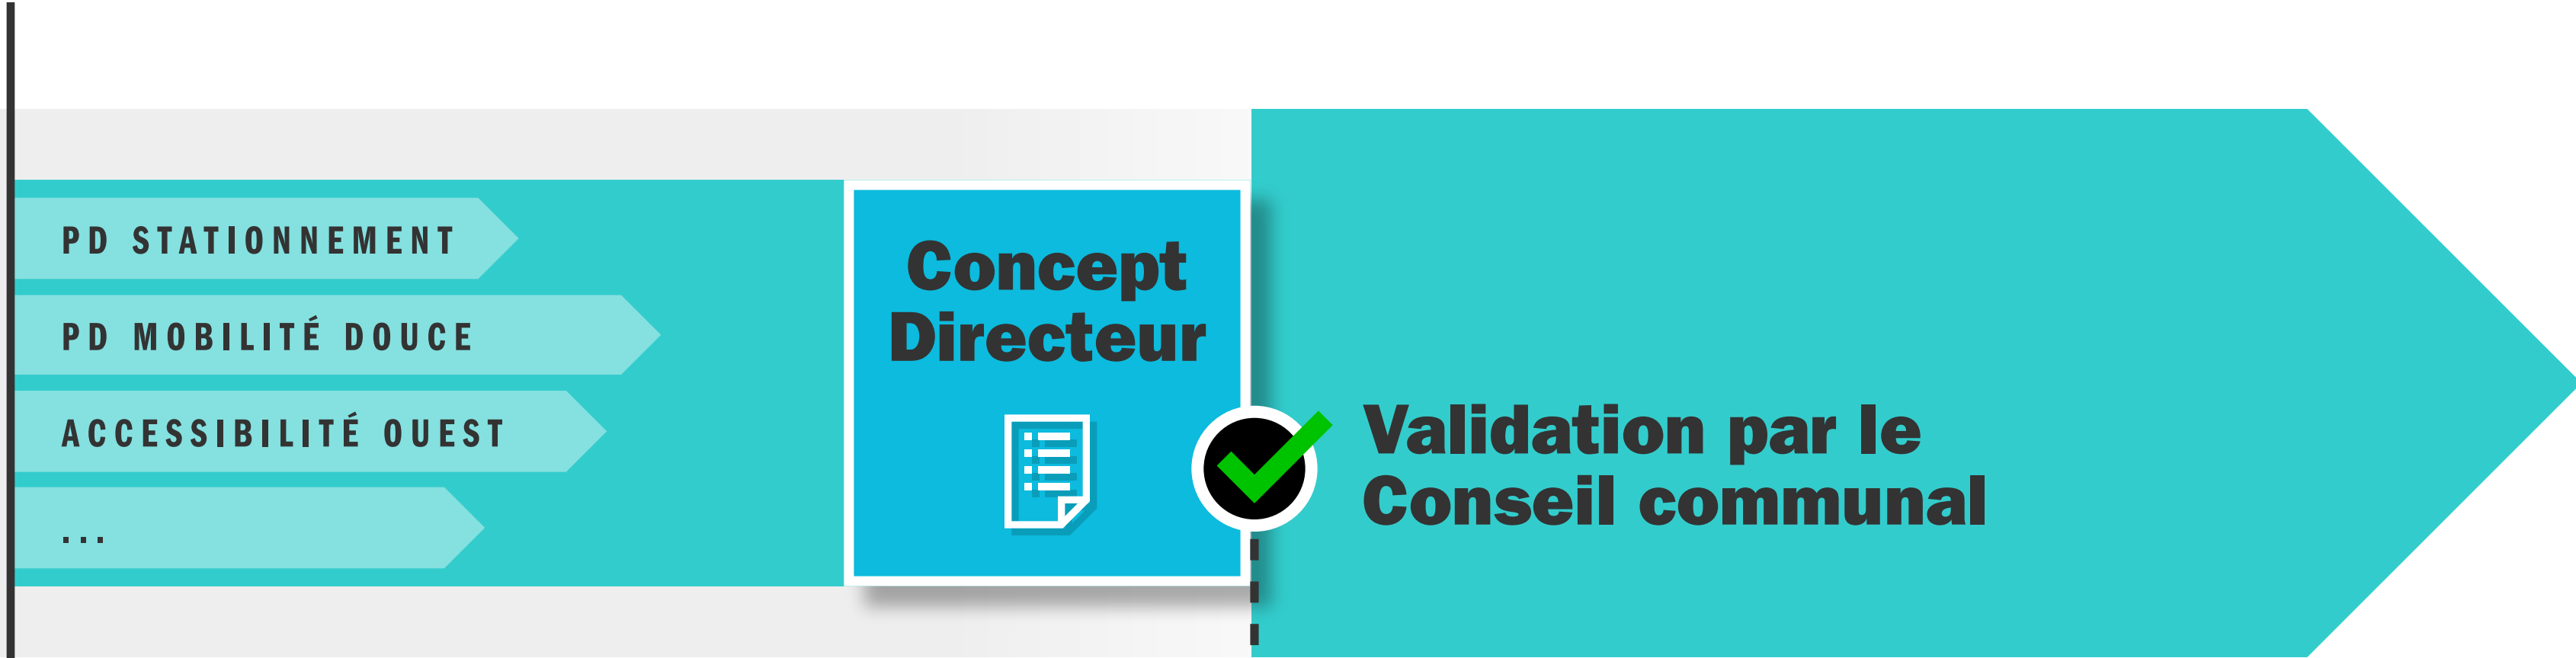 PD STATIONNEMENT
PD MOBILITÉ DOUCE
ACCESSIBILITÉ OUEST
...
Concept
Directeur
Validation par le
Conseil communal